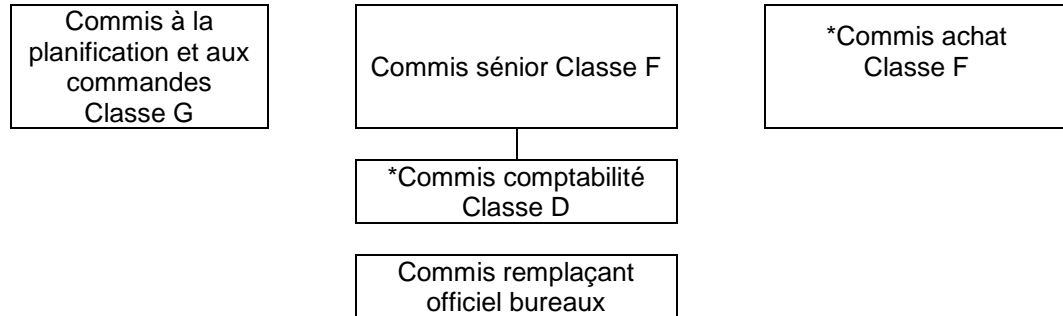 Commis à la
planification et aux
commandes
Classe G
Commis sénior Classe F
*Commis achat
Classe F
*Commis comptabilité
Classe D
Commis remplaçant
officiel bureaux